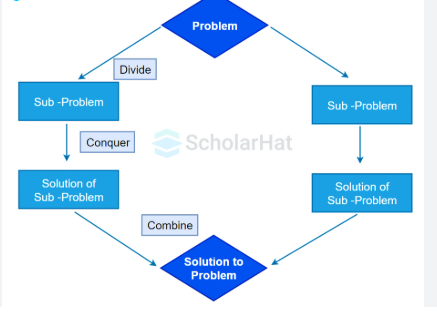 Problem
Divide
Sub -Problem
Sub -Problem
Conquer
ScholarHat
Solution of
Sub -Problem
Solution of
Sub -Problem
Combine
Solution to
Problem